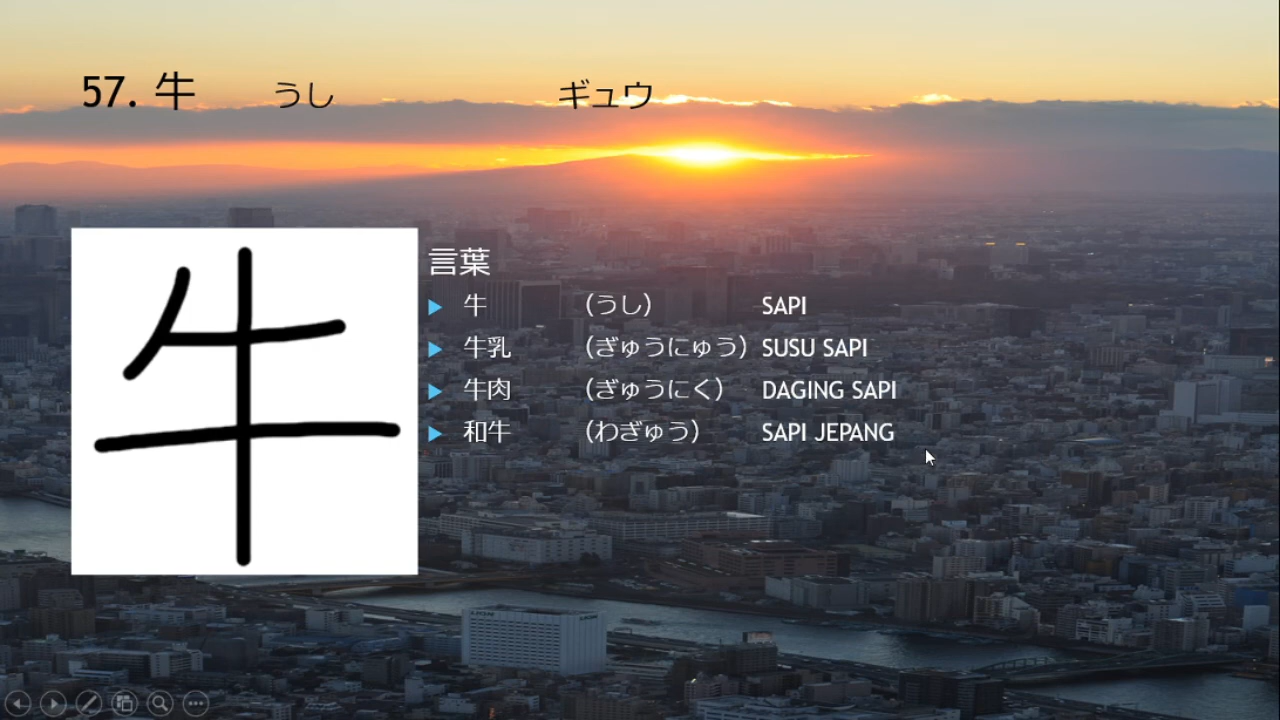 57. 牛 うし ギュウ
牛
言葉
牛 （うし） SAPI
牛乳 （ぎゅうにゅう） SUSU SAPI
牛肉 （ぎゅうにく） DAGING SAPI
和牛 （わぎゅう） SAPI JEPANG